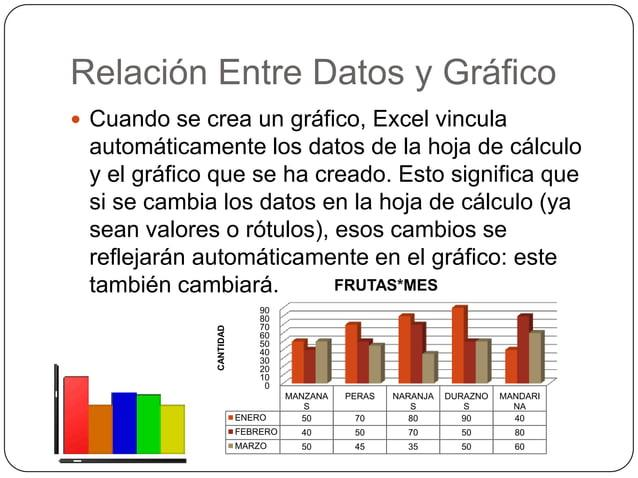 Relación Entre Datos y Gráfico
Cuando se crea un gráfico, Excel vincula
automáticamente los datos de la hoja de cálculo
y el gráfico que se ha creado. Esto significa que
si se cambia los datos en la hoja de cálculo (ya
sean valores o rótulos), esos cambios se
reflejarán automáticamente en el gráfico: este
también cambiará.
FRUTAS*MES
CANTIDAD
90
80
70
60
50
40
30
20
10
0
MANZANA PERAS NARANJA DURAZNO MANDARI
S S S NA
ENERO 50 70 80 90 40
FEBRERO 40 50 70 50 80
MARZO 50 45 35 50 60